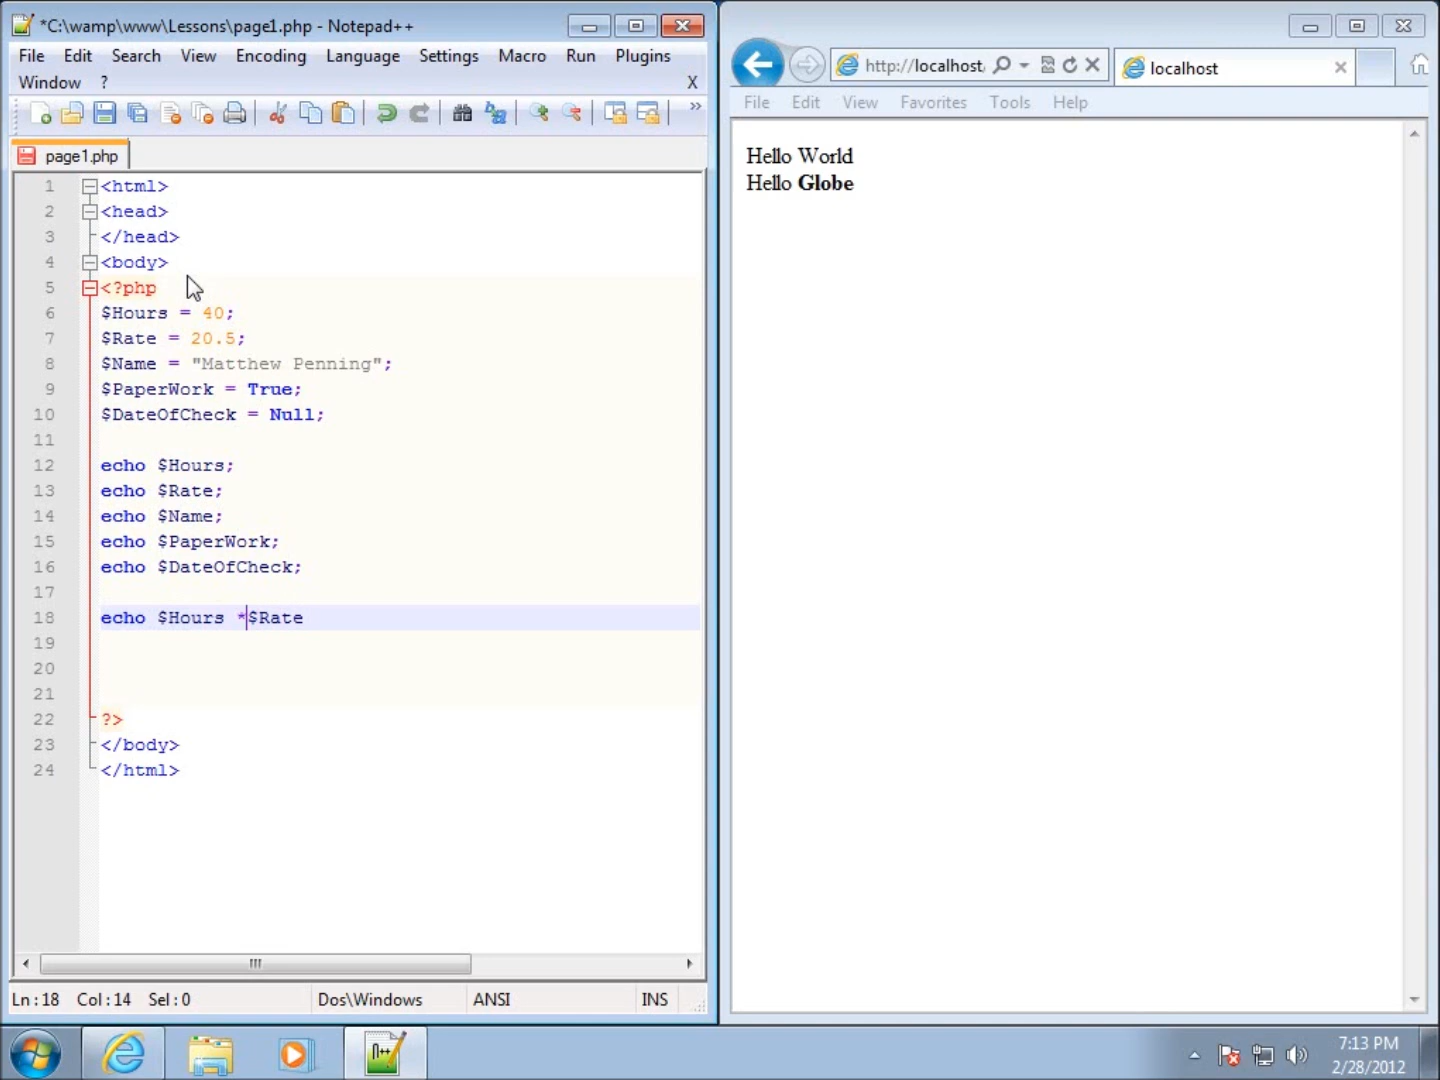 *C:\wamp\www\Lessons\page1.php - Notepad++
File Edit Search View Encoding Language Settings Macro Run Plugins
Window ? X
page1.php
1 <html>
2 <head>
3 </head>
4 <body>
5 <?php
6 $Hours = 40;
7 $Rate = 20.5;
8 $Name = "Matthew Penning";
9 $PaperWork = True;
10 $DateOfCheck = Null;
11
12 echo $Hours;
13 echo $Rate;
14 echo $Name;
15 echo $PaperWork;
16 echo $DateOfCheck;
17
18 echo $Hours *$Rate
19
20
21
22 ?>
23 </body>
24 </html>
Ln : 18 Col : 14 Sel : 0 Dos\Windows ANSI INS
http://localhost
localhost
File Edit View Favorites Tools Help
Hello World
Hello Globe
7:13 PM
2/28/2012